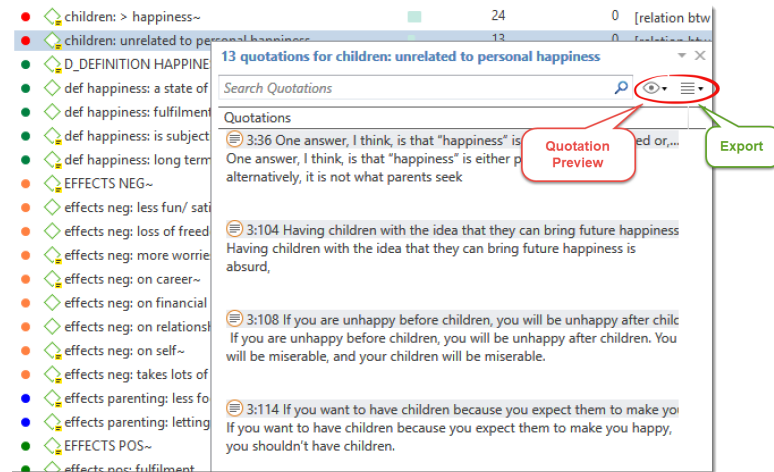 children: > happiness~ 24 0 [relation btw
children: unrelated to personal happiness 13 0 [relation btw
13 quotations for children: unrelated to personal happiness
D_DEFINITION HAPPINE
def happiness: a state of
Search Quotations
def happiness: fulfilment
Quotations
def happiness: is subject
3:36 One answer, I think, is that "happiness" is ed or,...
Quotation
Preview
Export
def happiness: long term
One answer, I think, is that "happiness" is either p
alternatively, it is not what parents seek
EFFECTS NEG~
effects neg: less fun/ sati
effects neg: loss of freed
3:104 Having children with the idea that they can bring future happiness
effects neg: more worrie
Having children with the idea that they can bring future happiness is
absurd,
effects neg: on career~
effects neg: on financial
3:108 If you are unhappy before children, you will be unhappy after chilc
effects neg: on relationsh
If you are unhappy before children, you will be unhappy after children. You
will be miserable, and your children will be miserable.
effects neg: on self~
effects neg: takes lots of
effects parenting: less fo
3:114 If you want to have children because you expect them to make you
effects parenting: letting
If you want to have children because you expect them to make you happy,
you shouldn't have children.
EFFECTS POS~
effects pos: fulfilment